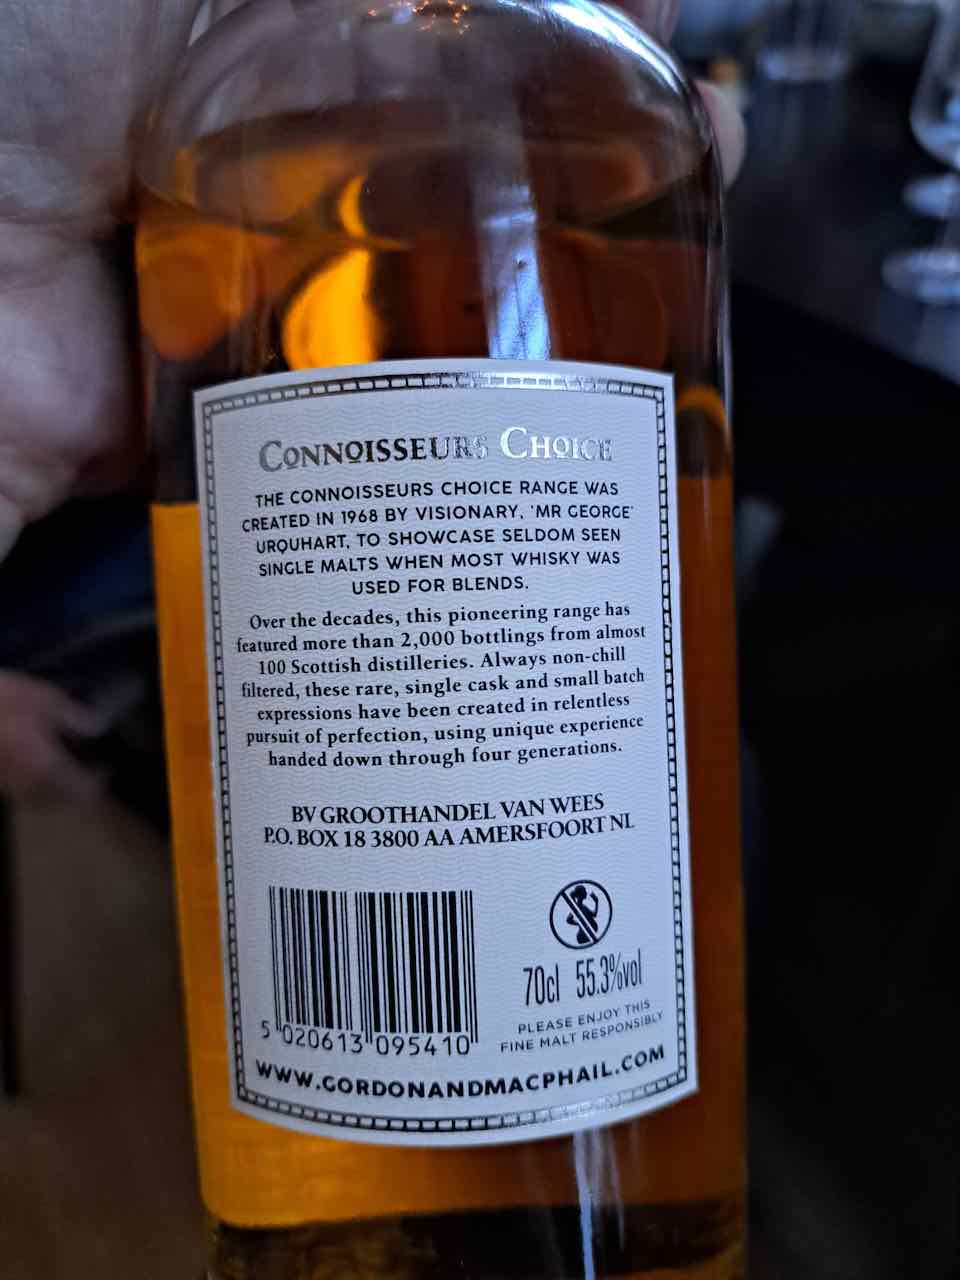 CONNOISSEURS CHOICE
THE CONNOISSEURS CHOICE RANGE WAS
CREATED IN 1968 BY VISIONARY, 'MR GEORGE'
URQUHART, TO SHOWCASE SELDOM SEEN
SINGLE MALTS WHEN MOST WHISKY WAS
USED FOR BLENDS.
Over the decades, this pioneering range has
featured more than 2,000 bottlings from almost
100 Scottish distilleries. Always non-chill
filtered, these rare, single cask and small batch
expressions have been created in relentless
pursuit of perfection, using unique experience
handed down through four generations.
BV GROOTHANDEL VAN WEES
P.O. BOX 18 3800 AA AMERSFOORT NL
70cl 55.3%vol
PLEASE ENJOY THIS
FINE MALT RESPONSIBLY
5 020613 095410
WWW.GORDONANDMACPHAIL.COM